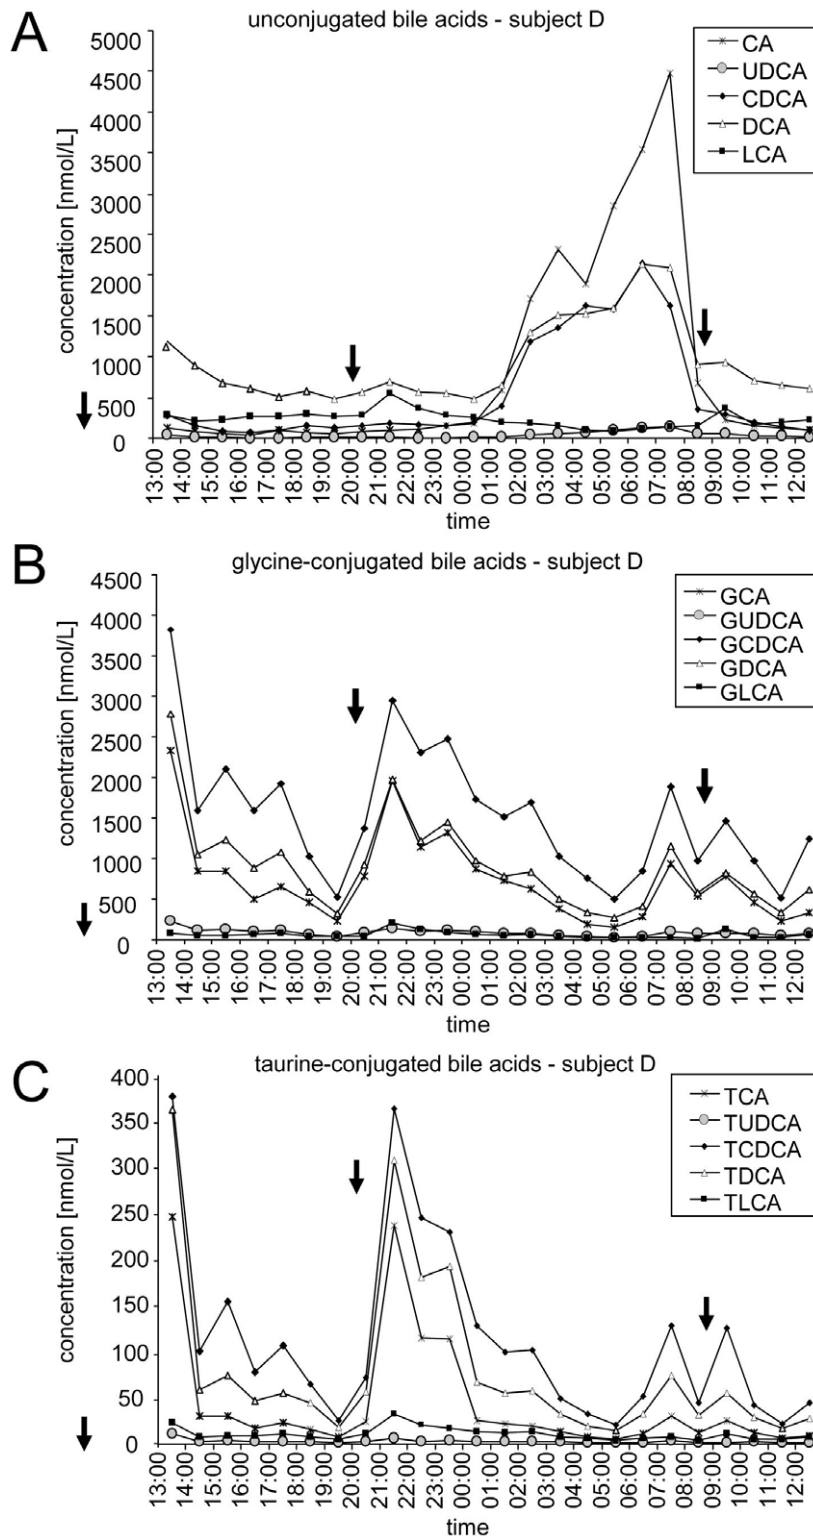 A
unconjugated bile acids - subject D
5000
4500
4000
3500
3000
2500
2000
1500
1000
500
0
concentration [nmol/L]
CA
UDCA
CDCA
DCA
LCA
13:00 14:00 15:00 16:00 17:00 18:00 19:00 20:00 21:00 22:00 23:00 00:00 01:00 02:00 03:00 04:00 05:00 06:00 07:00 08:00 09:00 10:00 11:00 12:00
time
B
glycine-conjugated bile acids - subject D
4500
4000
3500
3000
2500
2000
1500
1000
500
0
concentration [nmol/L]
GCA
GUDCA
GCDCA
GDCA
GLCA
13:00 14:00 15:00 16:00 17:00 18:00 19:00 20:00 21:00 22:00 23:00 00:00 01:00 02:00 03:00 04:00 05:00 06:00 07:00 08:00 09:00 10:00 11:00 12:00
time
C
taurine-conjugated bile acids - subject D
400
350
300
250
200
150
100
50
0
concentration [nmol/L]
TCA
TUDCA
TCDCA
TDCA
TLCA
13:00 14:00 15:00 16:00 17:00 18:00 19:00 20:00 21:00 22:00 23:00 00:00 01:00 02:00 03:00 04:00 05:00 06:00 07:00 08:00 09:00 10:00 11:00 12:00
time